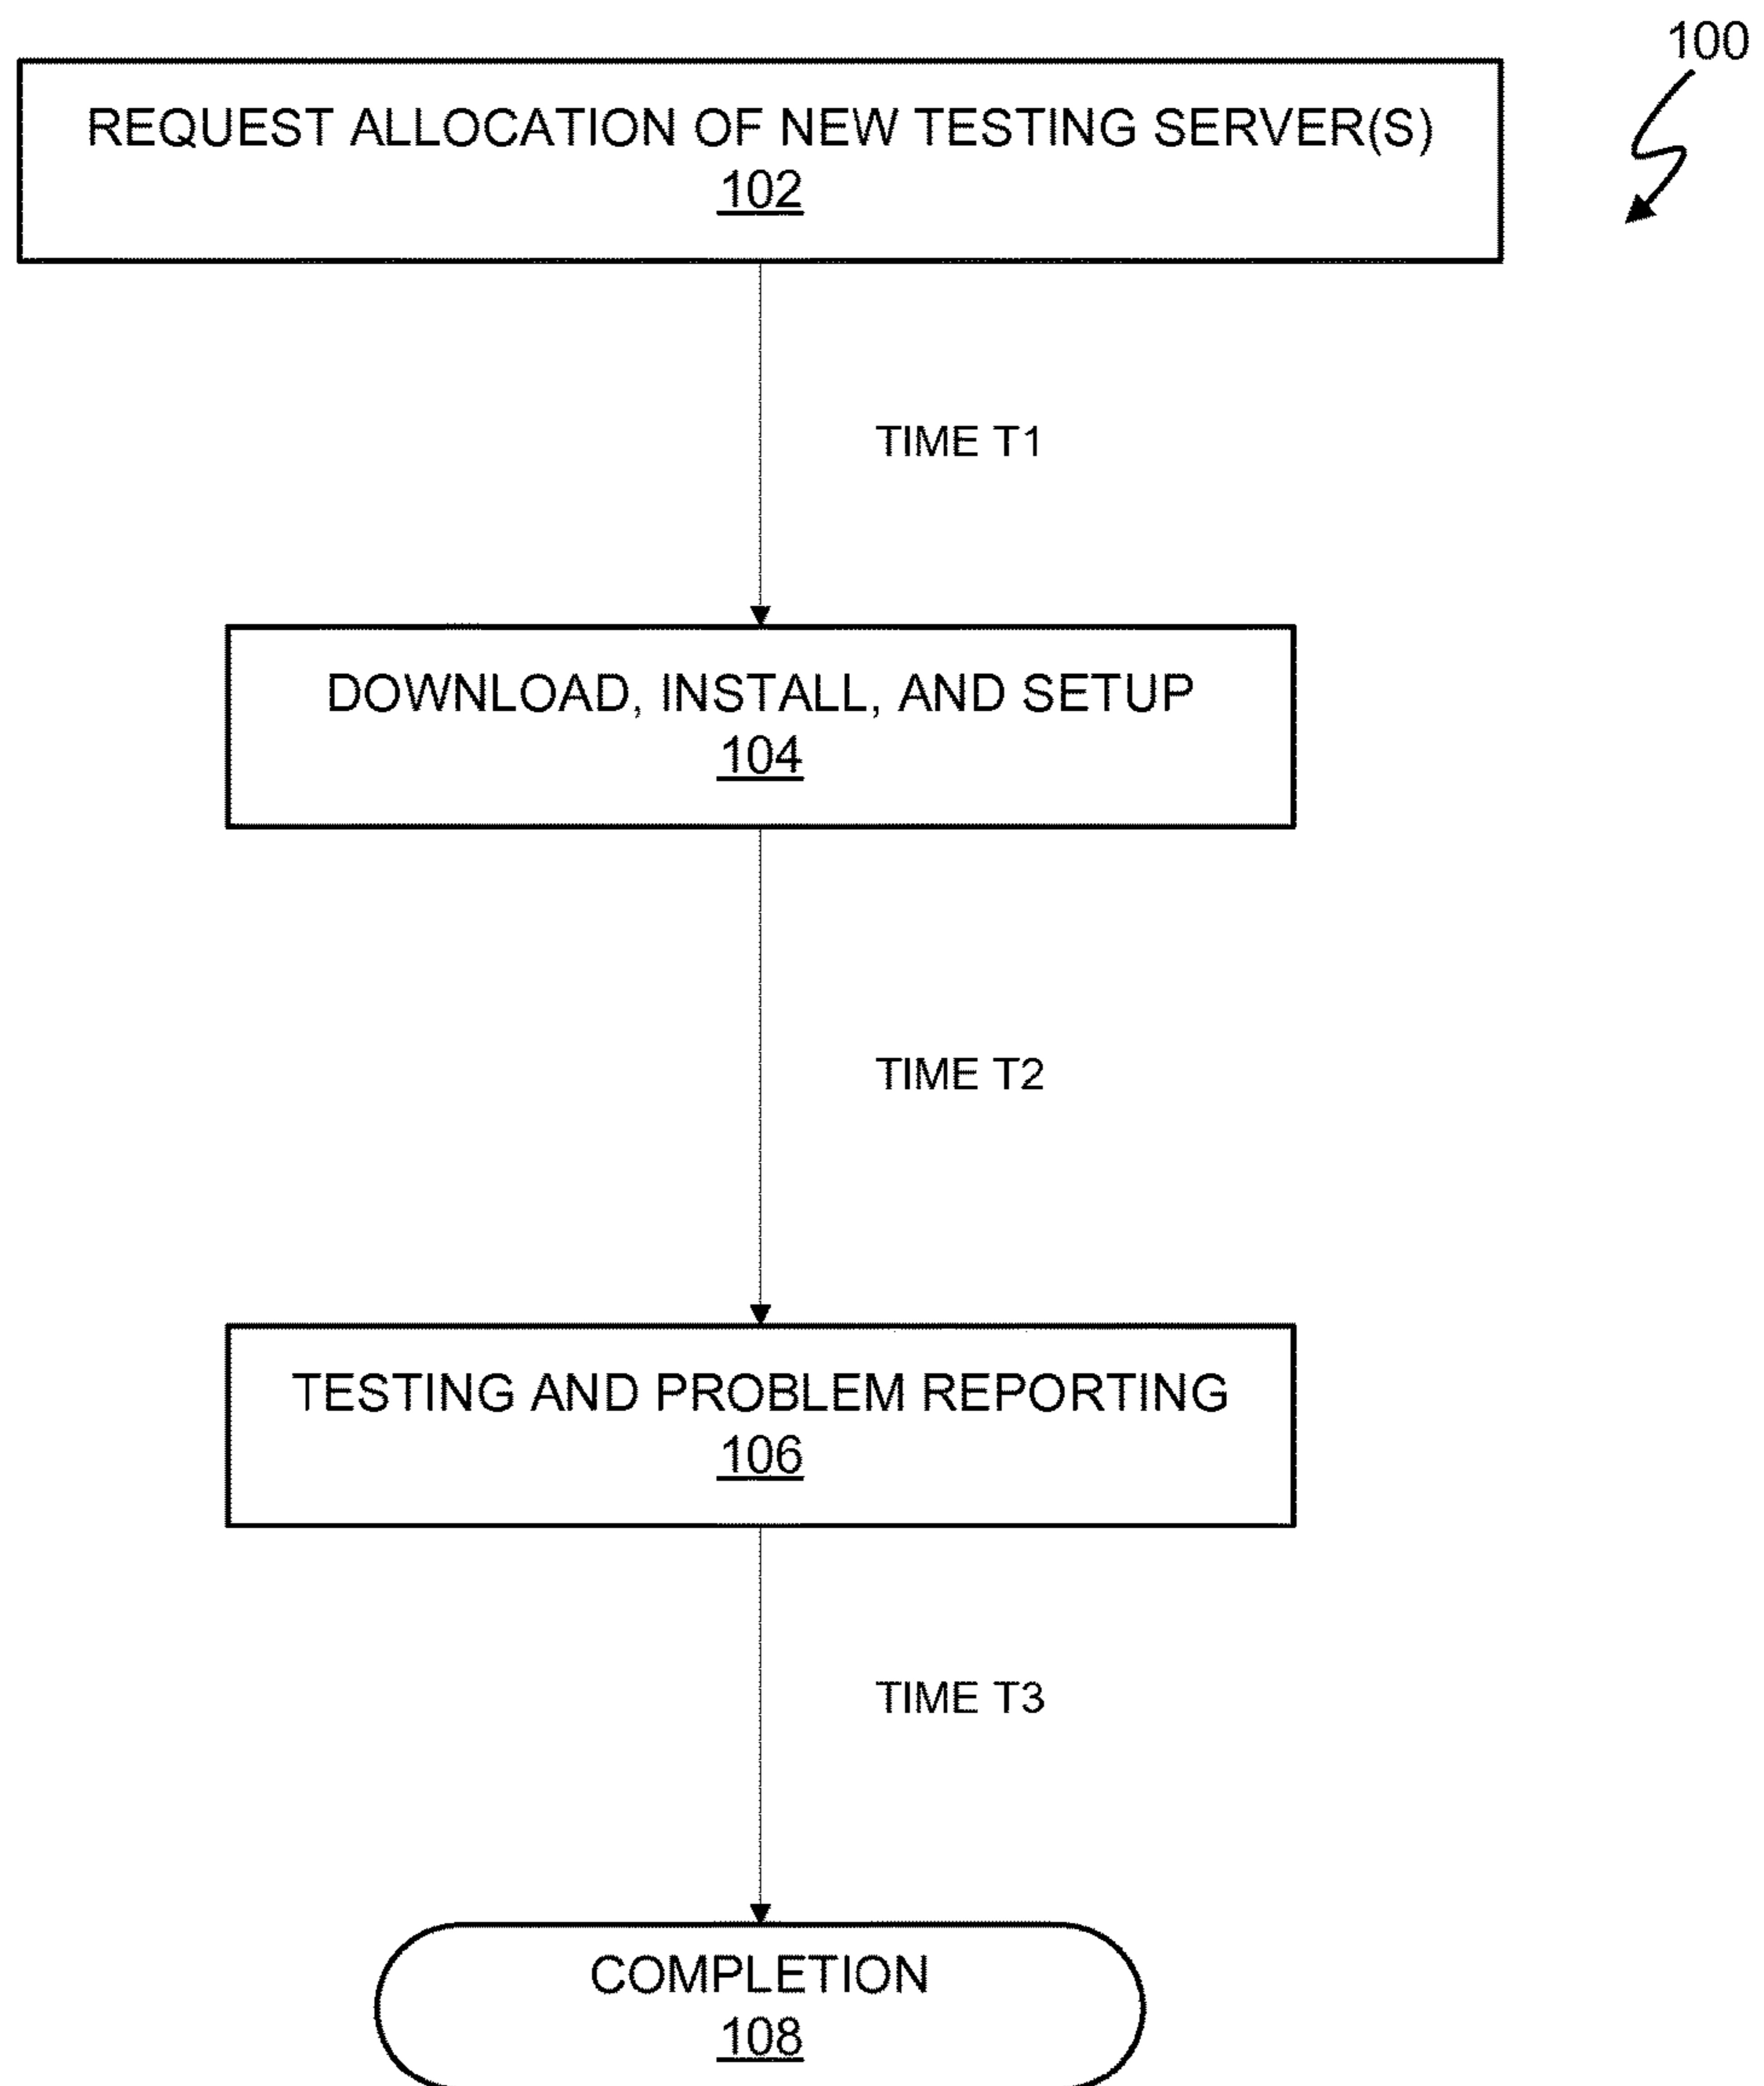 100
REQUEST ALLOCATION OF NEW TESTING SERVER(S)
102
TIME T1
DOWNLOAD, INSTALL, AND SETUP
104
TIME T2
TESTING AND PROBLEM REPORTING
106
TIME T3
COMPLETION
108